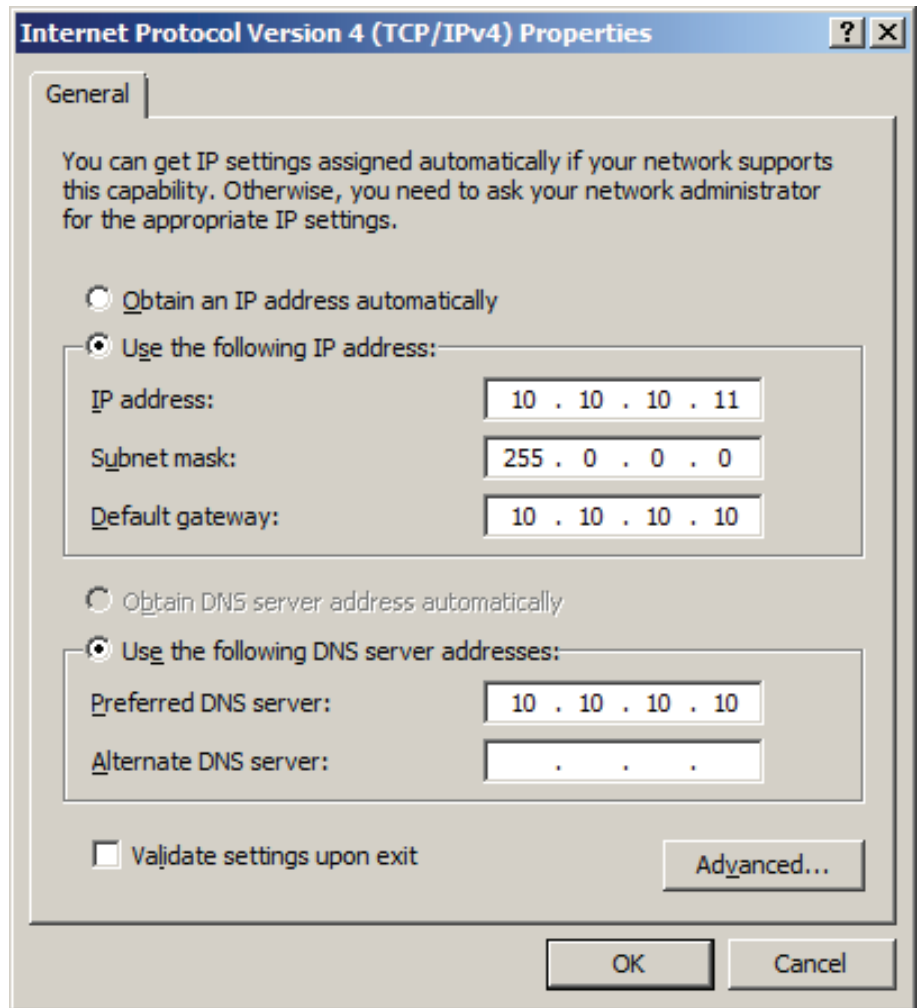 Internet Protocol Version 4 (TCP/IPv4) Properties
General
You can get IP settings assigned automatically if your network supports
this capability. Otherwise, you need to ask your network administrator
for the appropriate IP settings.
Obtain an IP address automatically
Use the following IP address:
IP address: 10 . 10 . 10 . 11
Subnet mask: 255 . 0 . 0 . 0
Default gateway: 10 . 10 . 10 . 10
Obtain DNS server address automatically
Use the following DNS server addresses:
Preferred DNS server: 10 . 10 . 10 . 10
Alternate DNS server: . . .
Validate settings upon exit
Advanced...
OK Cancel